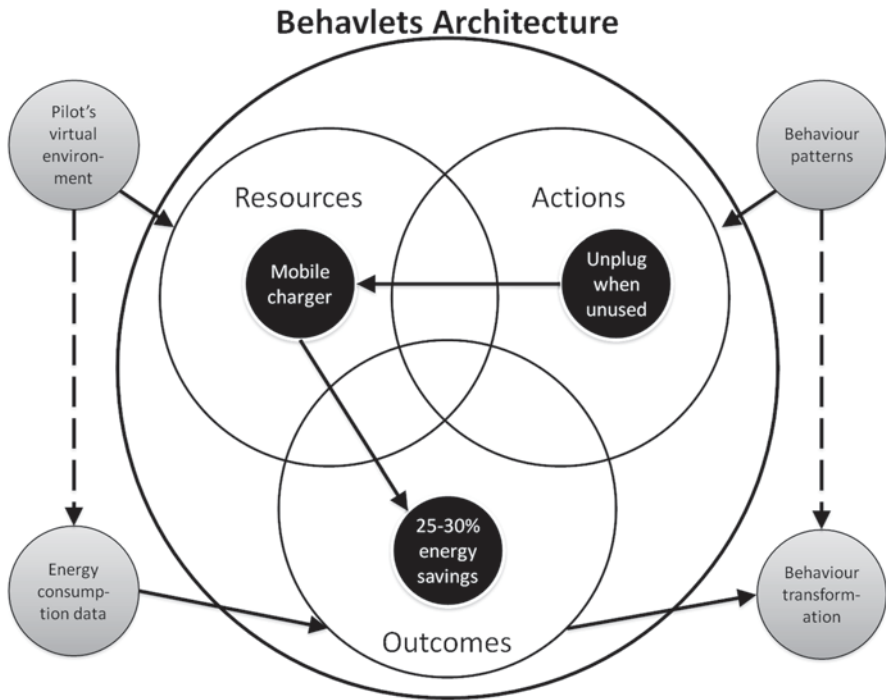 Behavlets Architecture
Pilot's
virtual
environ-
ment
Behaviour
patterns
Resources
Actions
Mobile
charger
Unplug
when
unused
25-30%
energy
savings
Energy
consump-
tion data
Behaviour
transform-
ation
Outcomes